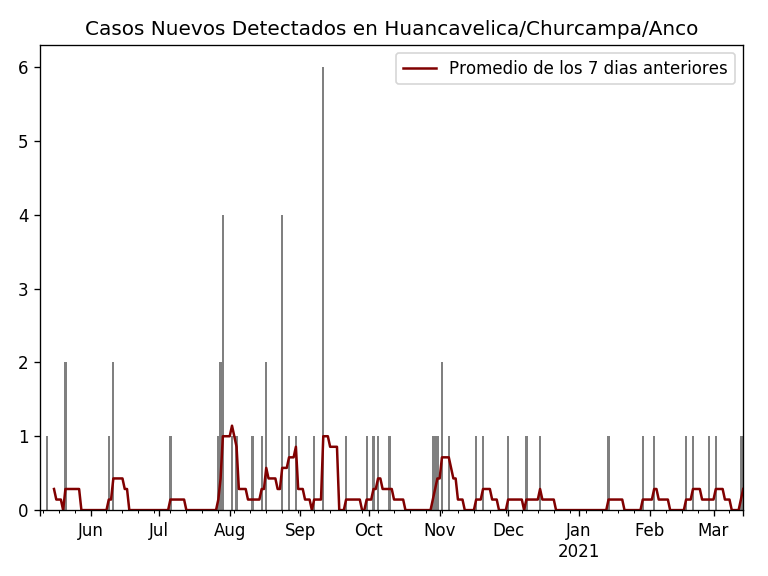 Casos Nuevos Detectados en Huancavelica/Churcampa/Anco
Promedio de los 7 dias anteriores
6
5
4
3
2
1
0
Jun Jul Aug Sep Oct Nov Dec Jan Feb Mar
2021